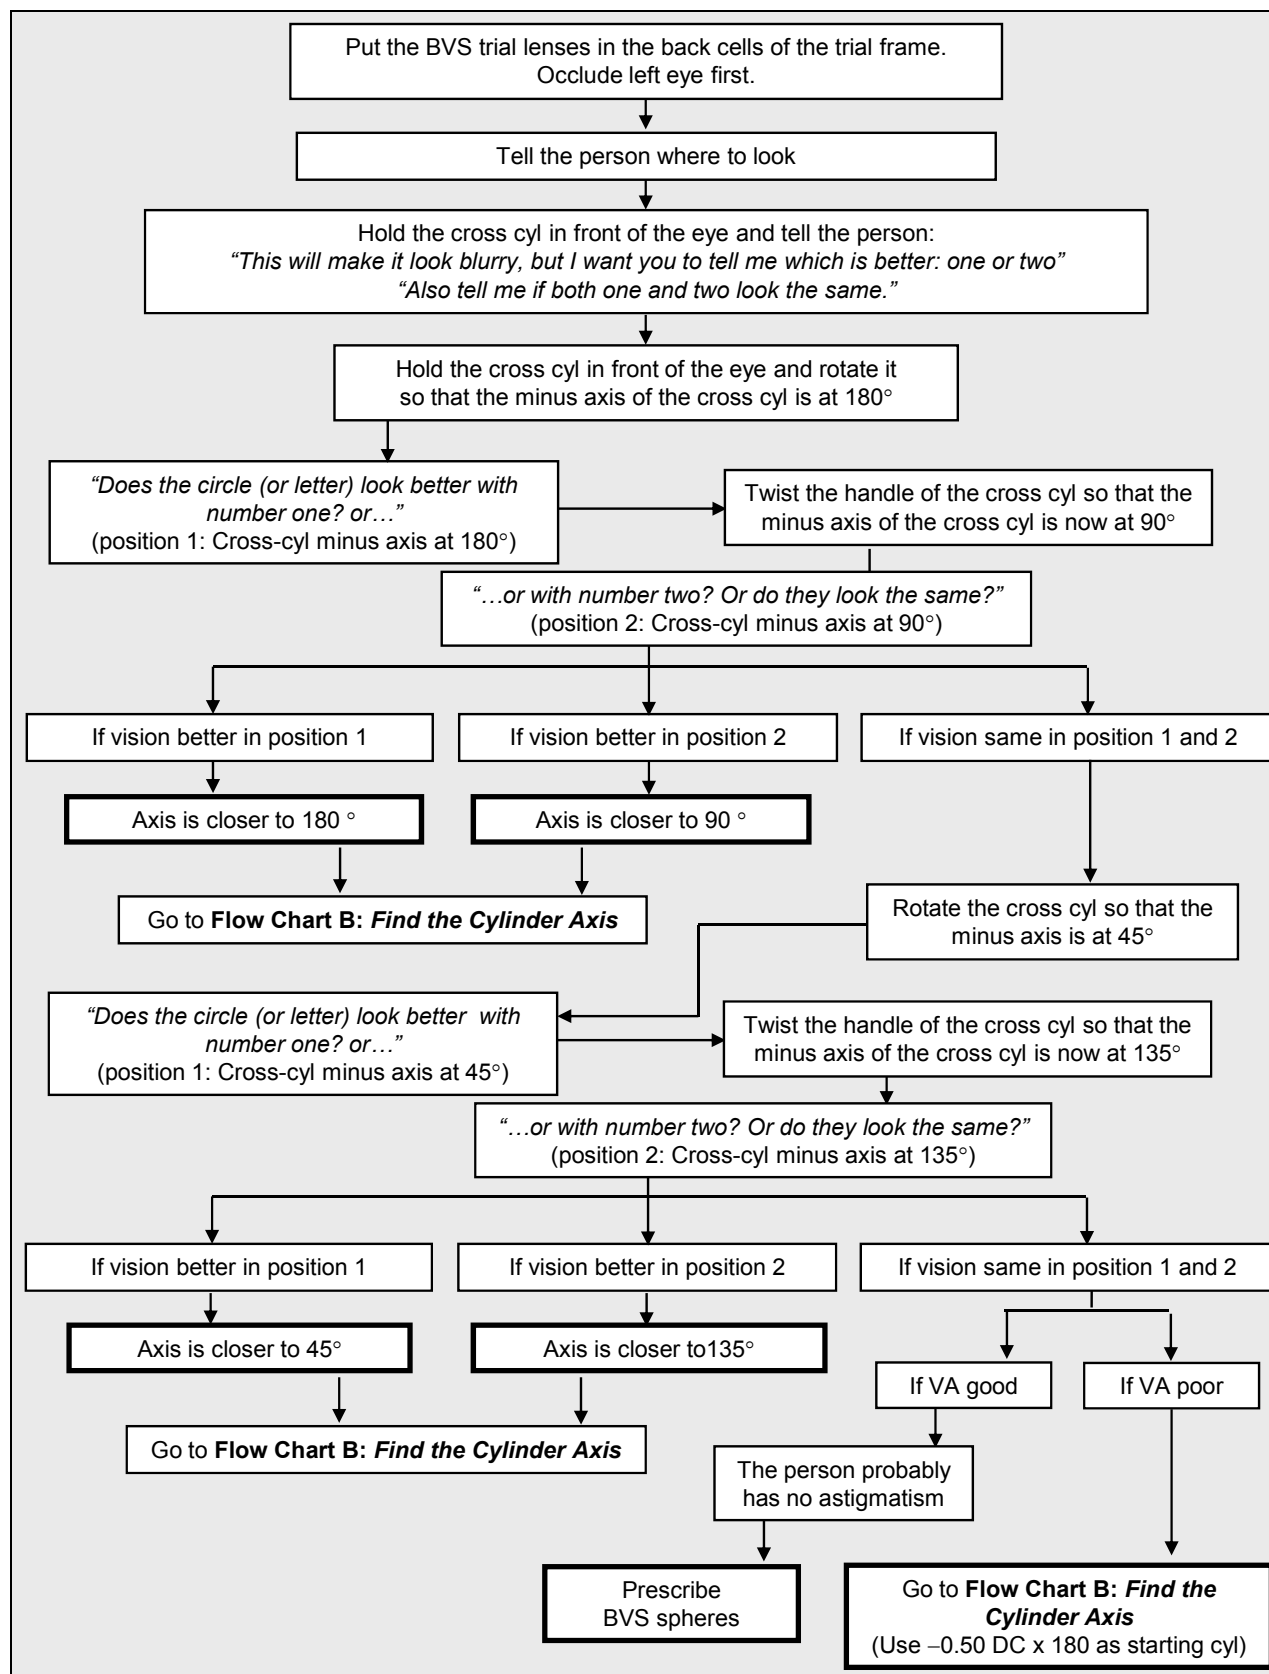 Put the BVS trial lenses in the back cells of the trial frame.
Occlude left eye first.
Tell the person where to look
Hold the cross cyl in front of the eye and tell the person:
“This will make it look blurry, but I want you to tell me which is better: one or two”
“Also tell me if both one and two look the same.”
Hold the cross cyl in front of the eye and rotate it
so that the minus axis of the cross cyl is at 180°
“Does the circle (or letter) look better with
number one? or…”
(position 1: Cross-cyl minus axis at 180°)
Twist the handle of the cross cyl so that the
minus axis of the cross cyl is now at 90°
“…or with number two? Or do they look the same?”
(position 2: Cross-cyl minus axis at 90°)
If vision better in position 1
If vision better in position 2
If vision same in position 1 and 2
Axis is closer to 180 °
Axis is closer to 90 °
Go to Flow Chart B: Find the Cylinder Axis
Rotate the cross cyl so that the
minus axis is at 45°
“Does the circle (or letter) look better with
number one? or…”
(position 1: Cross-cyl minus axis at 45°)
Twist the handle of the cross cyl so that the
minus axis of the cross cyl is now at 135°
“…or with number two? Or do they look the same?”
(position 2: Cross-cyl minus axis at 135°)
If vision better in position 1
If vision better in position 2
If vision same in position 1 and 2
Axis is closer to 45°
Axis is closer to135°
If VA good
If VA poor
Go to Flow Chart B: Find the Cylinder Axis
The person probably
has no astigmatism
Prescribe
BVS spheres
Go to Flow Chart B: Find the
Cylinder Axis
(Use −0.50 DC x 180 as starting cyl)